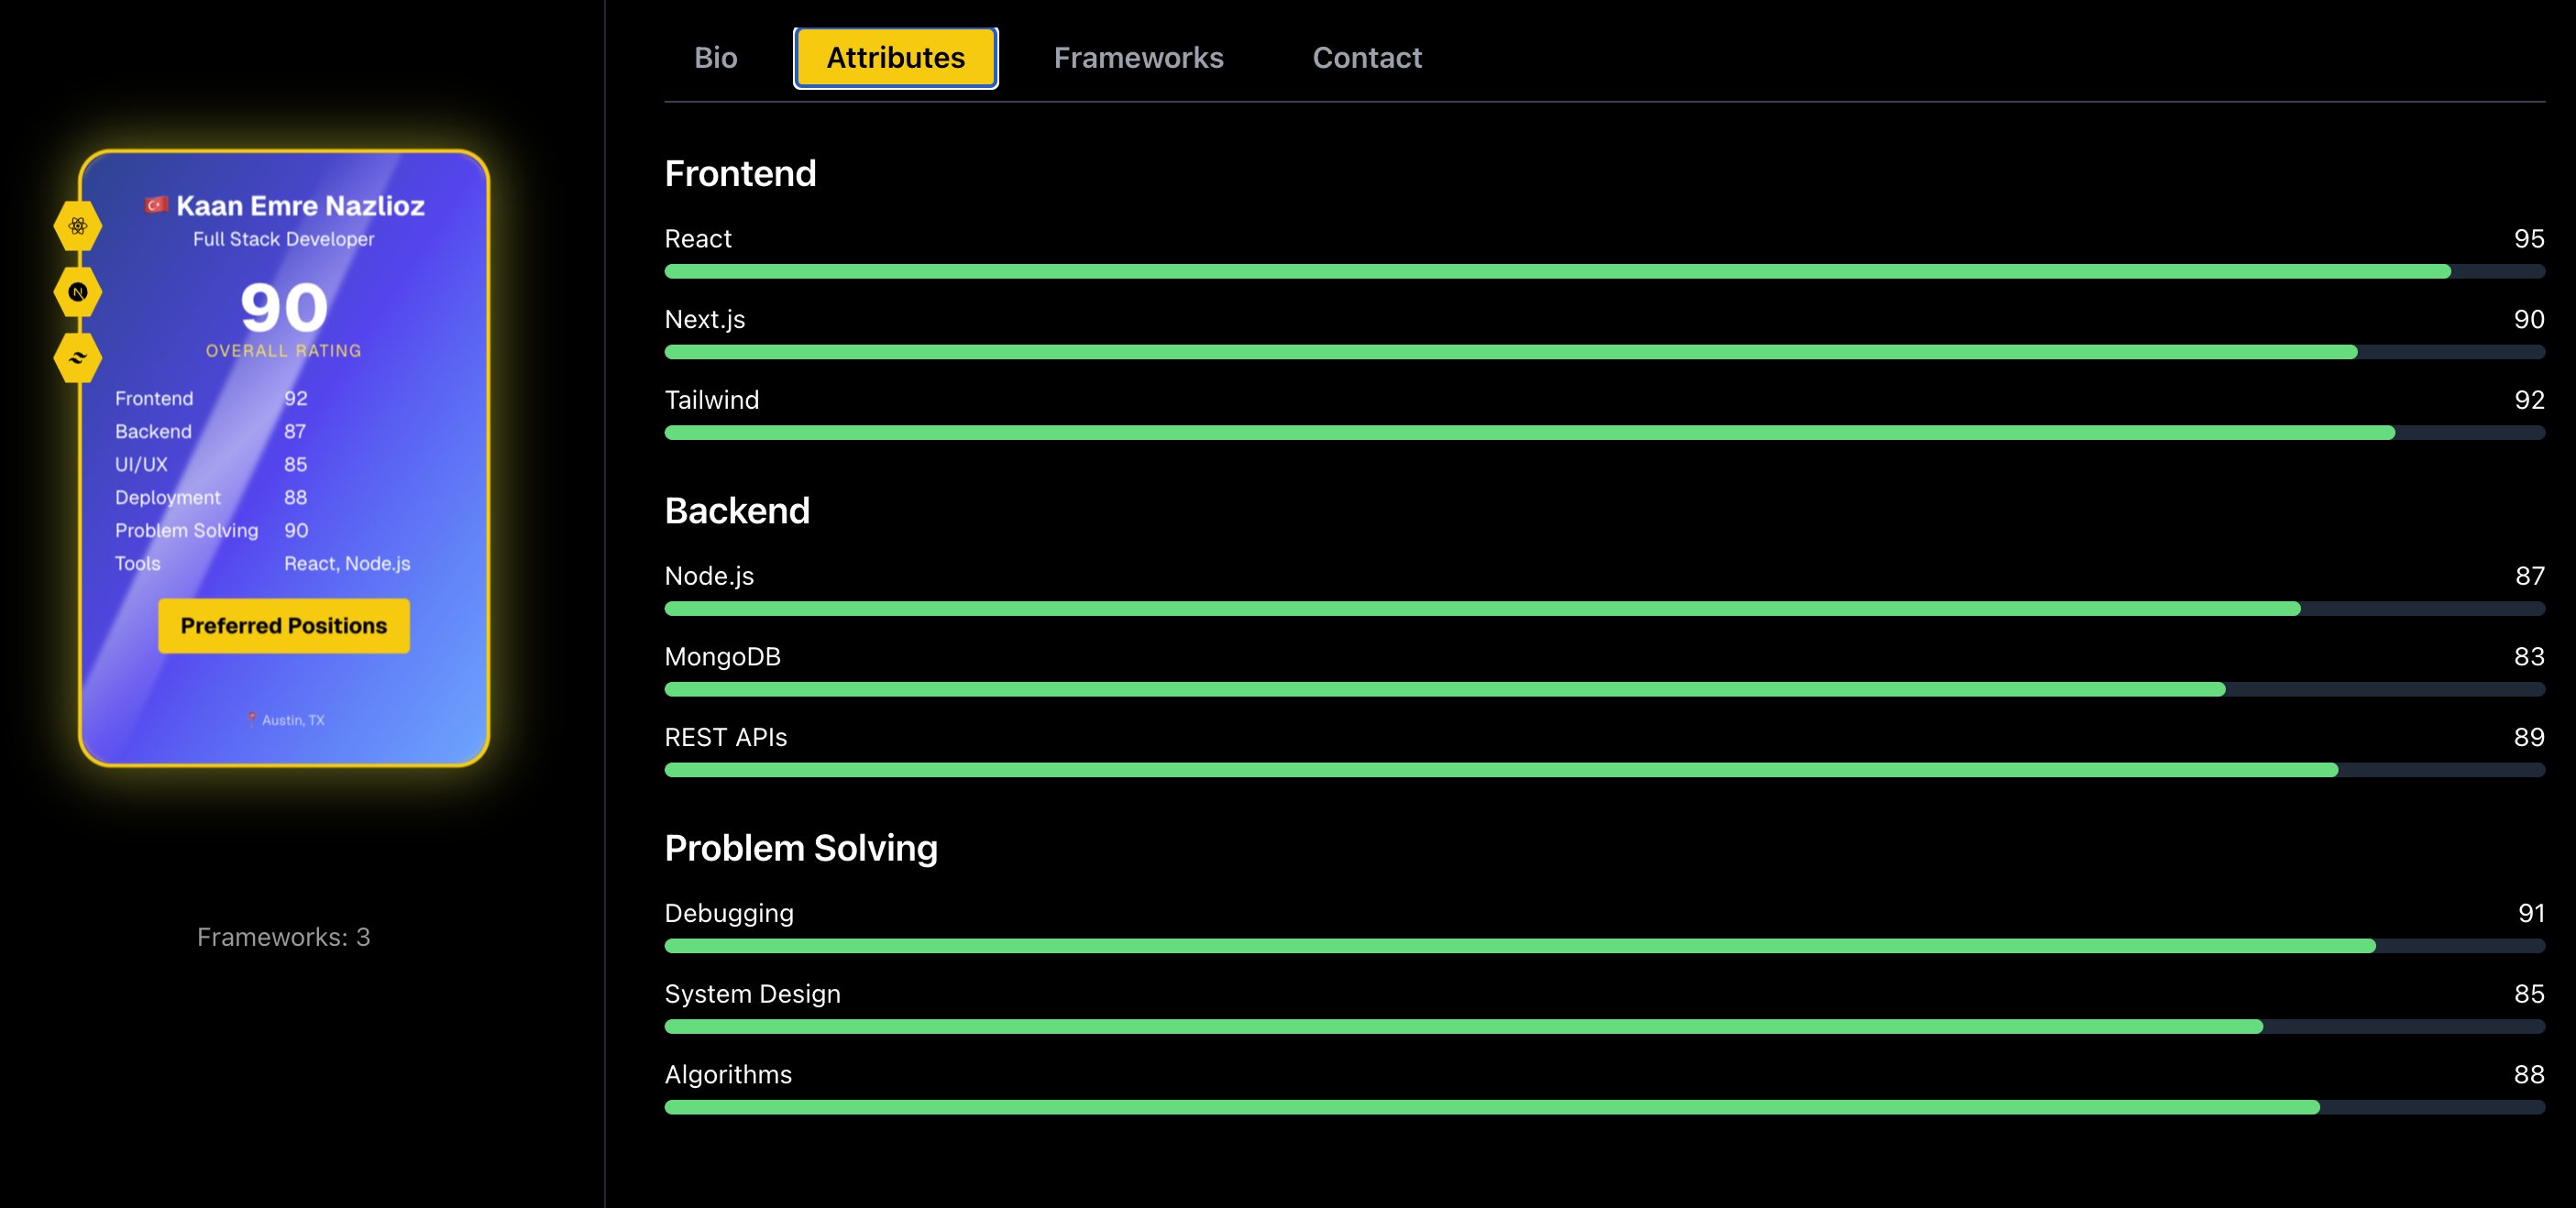 Kaan Emre Nazlioz
Full Stack Developer
90
OVERALL RATING
Frontend 92
Backend 87
UI/UX 85
Deployment 88
Problem Solving 90
Tools React, Node.js
Preferred Positions
Austin, TX
Frameworks: 3
Bio Attributes Frameworks Contact
Frontend
React 95
Next.js 90
Tailwind 92
Backend
Node.js 87
MongoDB 83
REST APIs 89
Problem Solving
Debugging 91
System Design 85
Algorithms 88